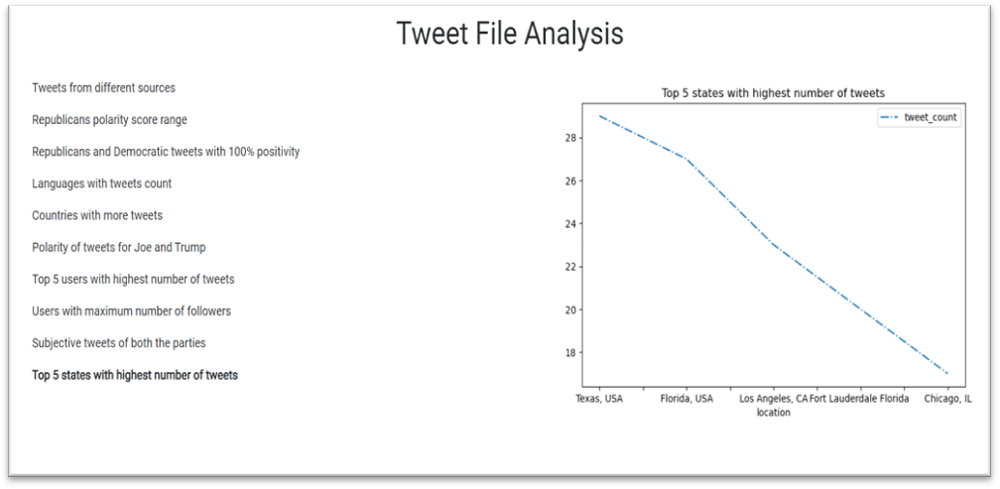 Tweet File Analysis
Tweets from different sources
Republicans polarity score range
Republicans and Democratic tweets with 100% positivity
Languages with tweets count
Countries with more tweets
Polarity of tweets for Joe and Trump
Top 5 users with highest number of tweets
Users with maximum number of followers
Subjective tweets of both the parties
Top 5 states with highest number of tweets
Top 5 states with highest number of tweets
tweet_count
28
26
24
22
20
18
Texas, USA Florida, USA Los Angeles, CA Fort Lauderdale Florida Chicago, IL
location